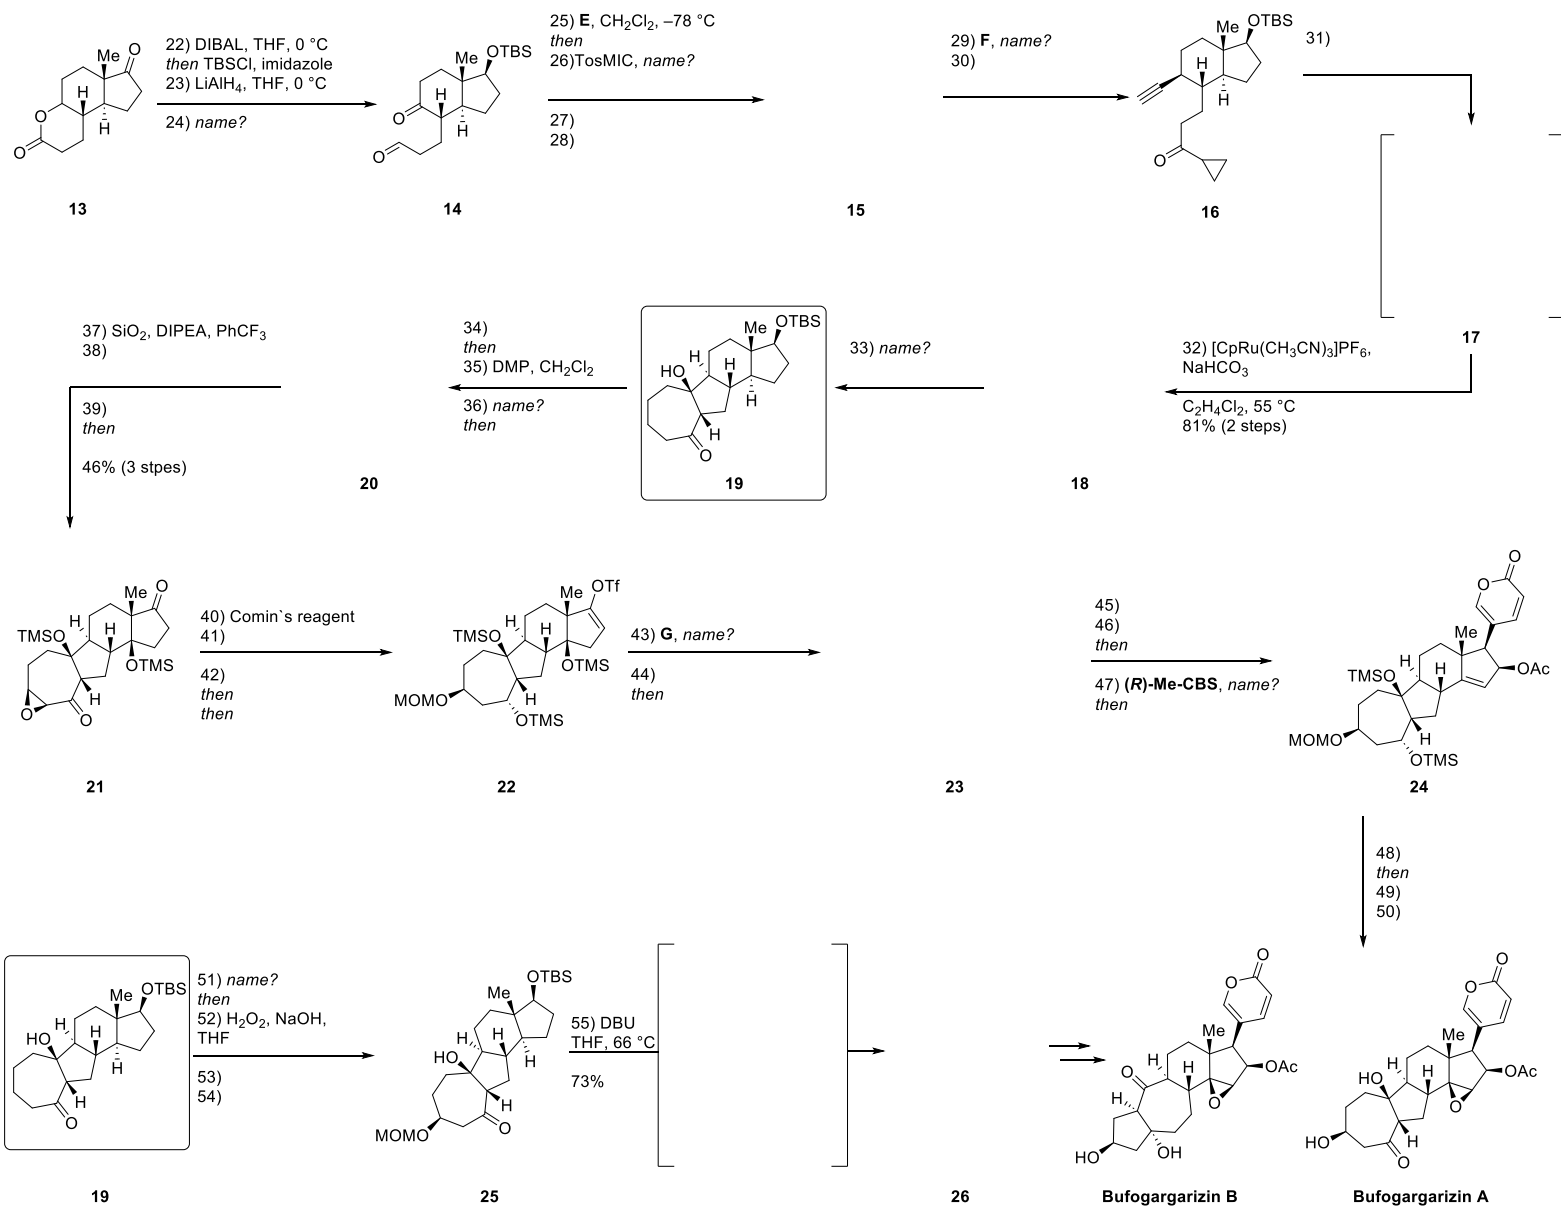 22) DIBAL, THF, 0 °C
then TBSCl, imidazole
23) LiAlH₄, THF, 0 °C
24) name?
O
Me
H
H
O
O
13
OTBS
Me
H
O
H
O
14
25) E, CH₂Cl₂, –78 °C
then
26)TosMIC, name?
27)
28)
15
29) F, name?
30)
OTBS
Me
H
H
O
16
31)
17
32) [CpRu(CH₃CN)₃]PF₆,
NaHCO₃
C₂H₄Cl₂, 55 °C
81% (2 steps)
18
33) name?
OTBS
Me
H
H
HO
H
H
O
19
34)
then
35) DMP, CH₂Cl₂
36) name?
then
20
37) SiO₂, DIPEA, PhCF₃
38)
39)
then
46% (3 stpes)
O
Me
H
H
TMSO
OTMS
H
O
O
21
40) Comin`s reagent
41)
42)
then
then
OTf
Me
H
H
TMSO
OTMS
H
MOMO
OTMS
22
43) G, name?
44)
then
23
45)
46)
then
47) (R)-Me-CBS, name?
then
O
O
Me
OAc
H
TMSO
H
H
MOMO
OTMS
24
48)
then
49)
50)
OTBS
Me
H
H
HO
H
H
O
19
51) name?
then
52) H₂O₂, NaOH,
THF
53)
54)
OTBS
Me
H
H
HO
H
H
MOMO
O
25
55) DBU
THF, 66 °C
73%
26
O
O
Me
H
H
OAc
O
O
H
HO
OH
Bufogargarizin B
O
O
Me
H
H
OAc
HO
O
HO
H
O
Bufogargarizin A